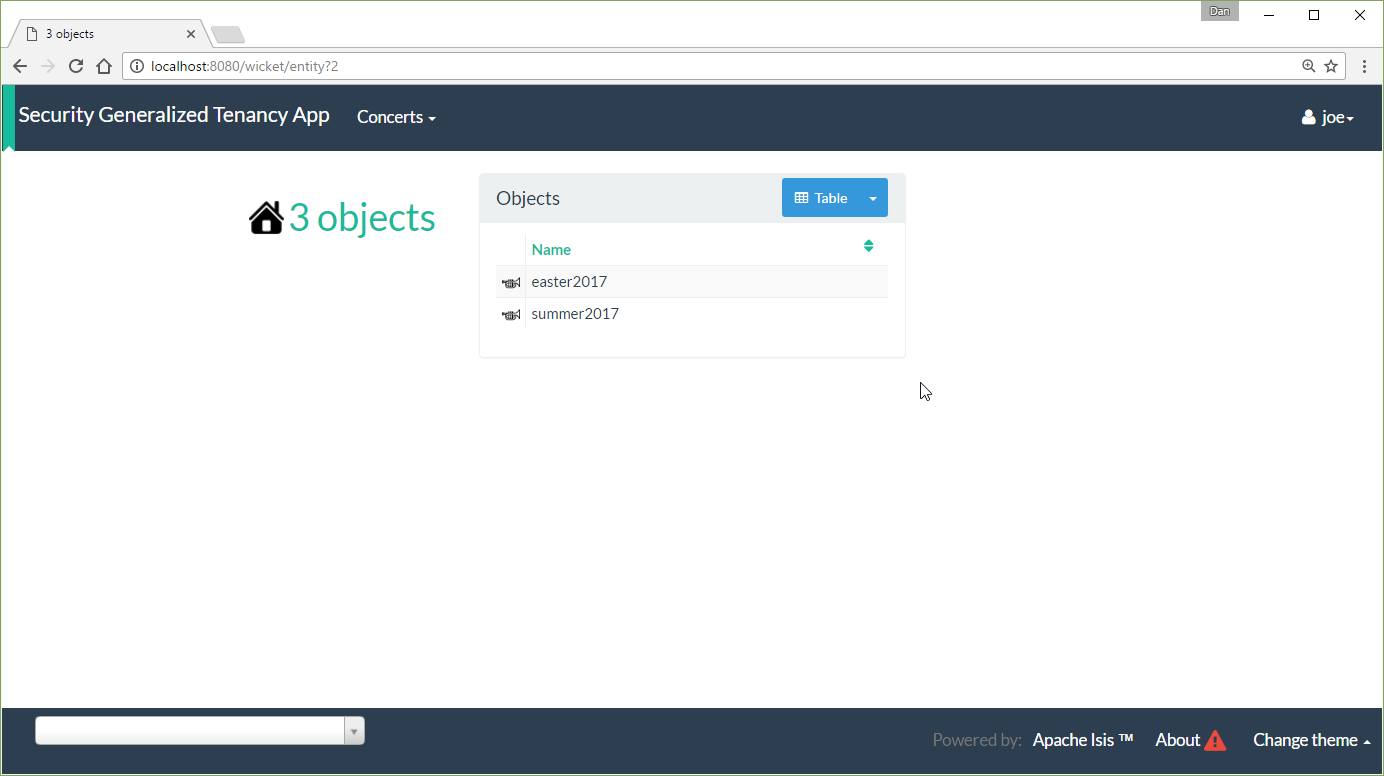 Dan
3 objects
localhost:8080/wicket/entity?2
Security Generalized Tenancy App Concerts joe
3 objects
Objects Table
Name
easter2017
summer2017
Powered by: Apache Isis ™ About Change theme